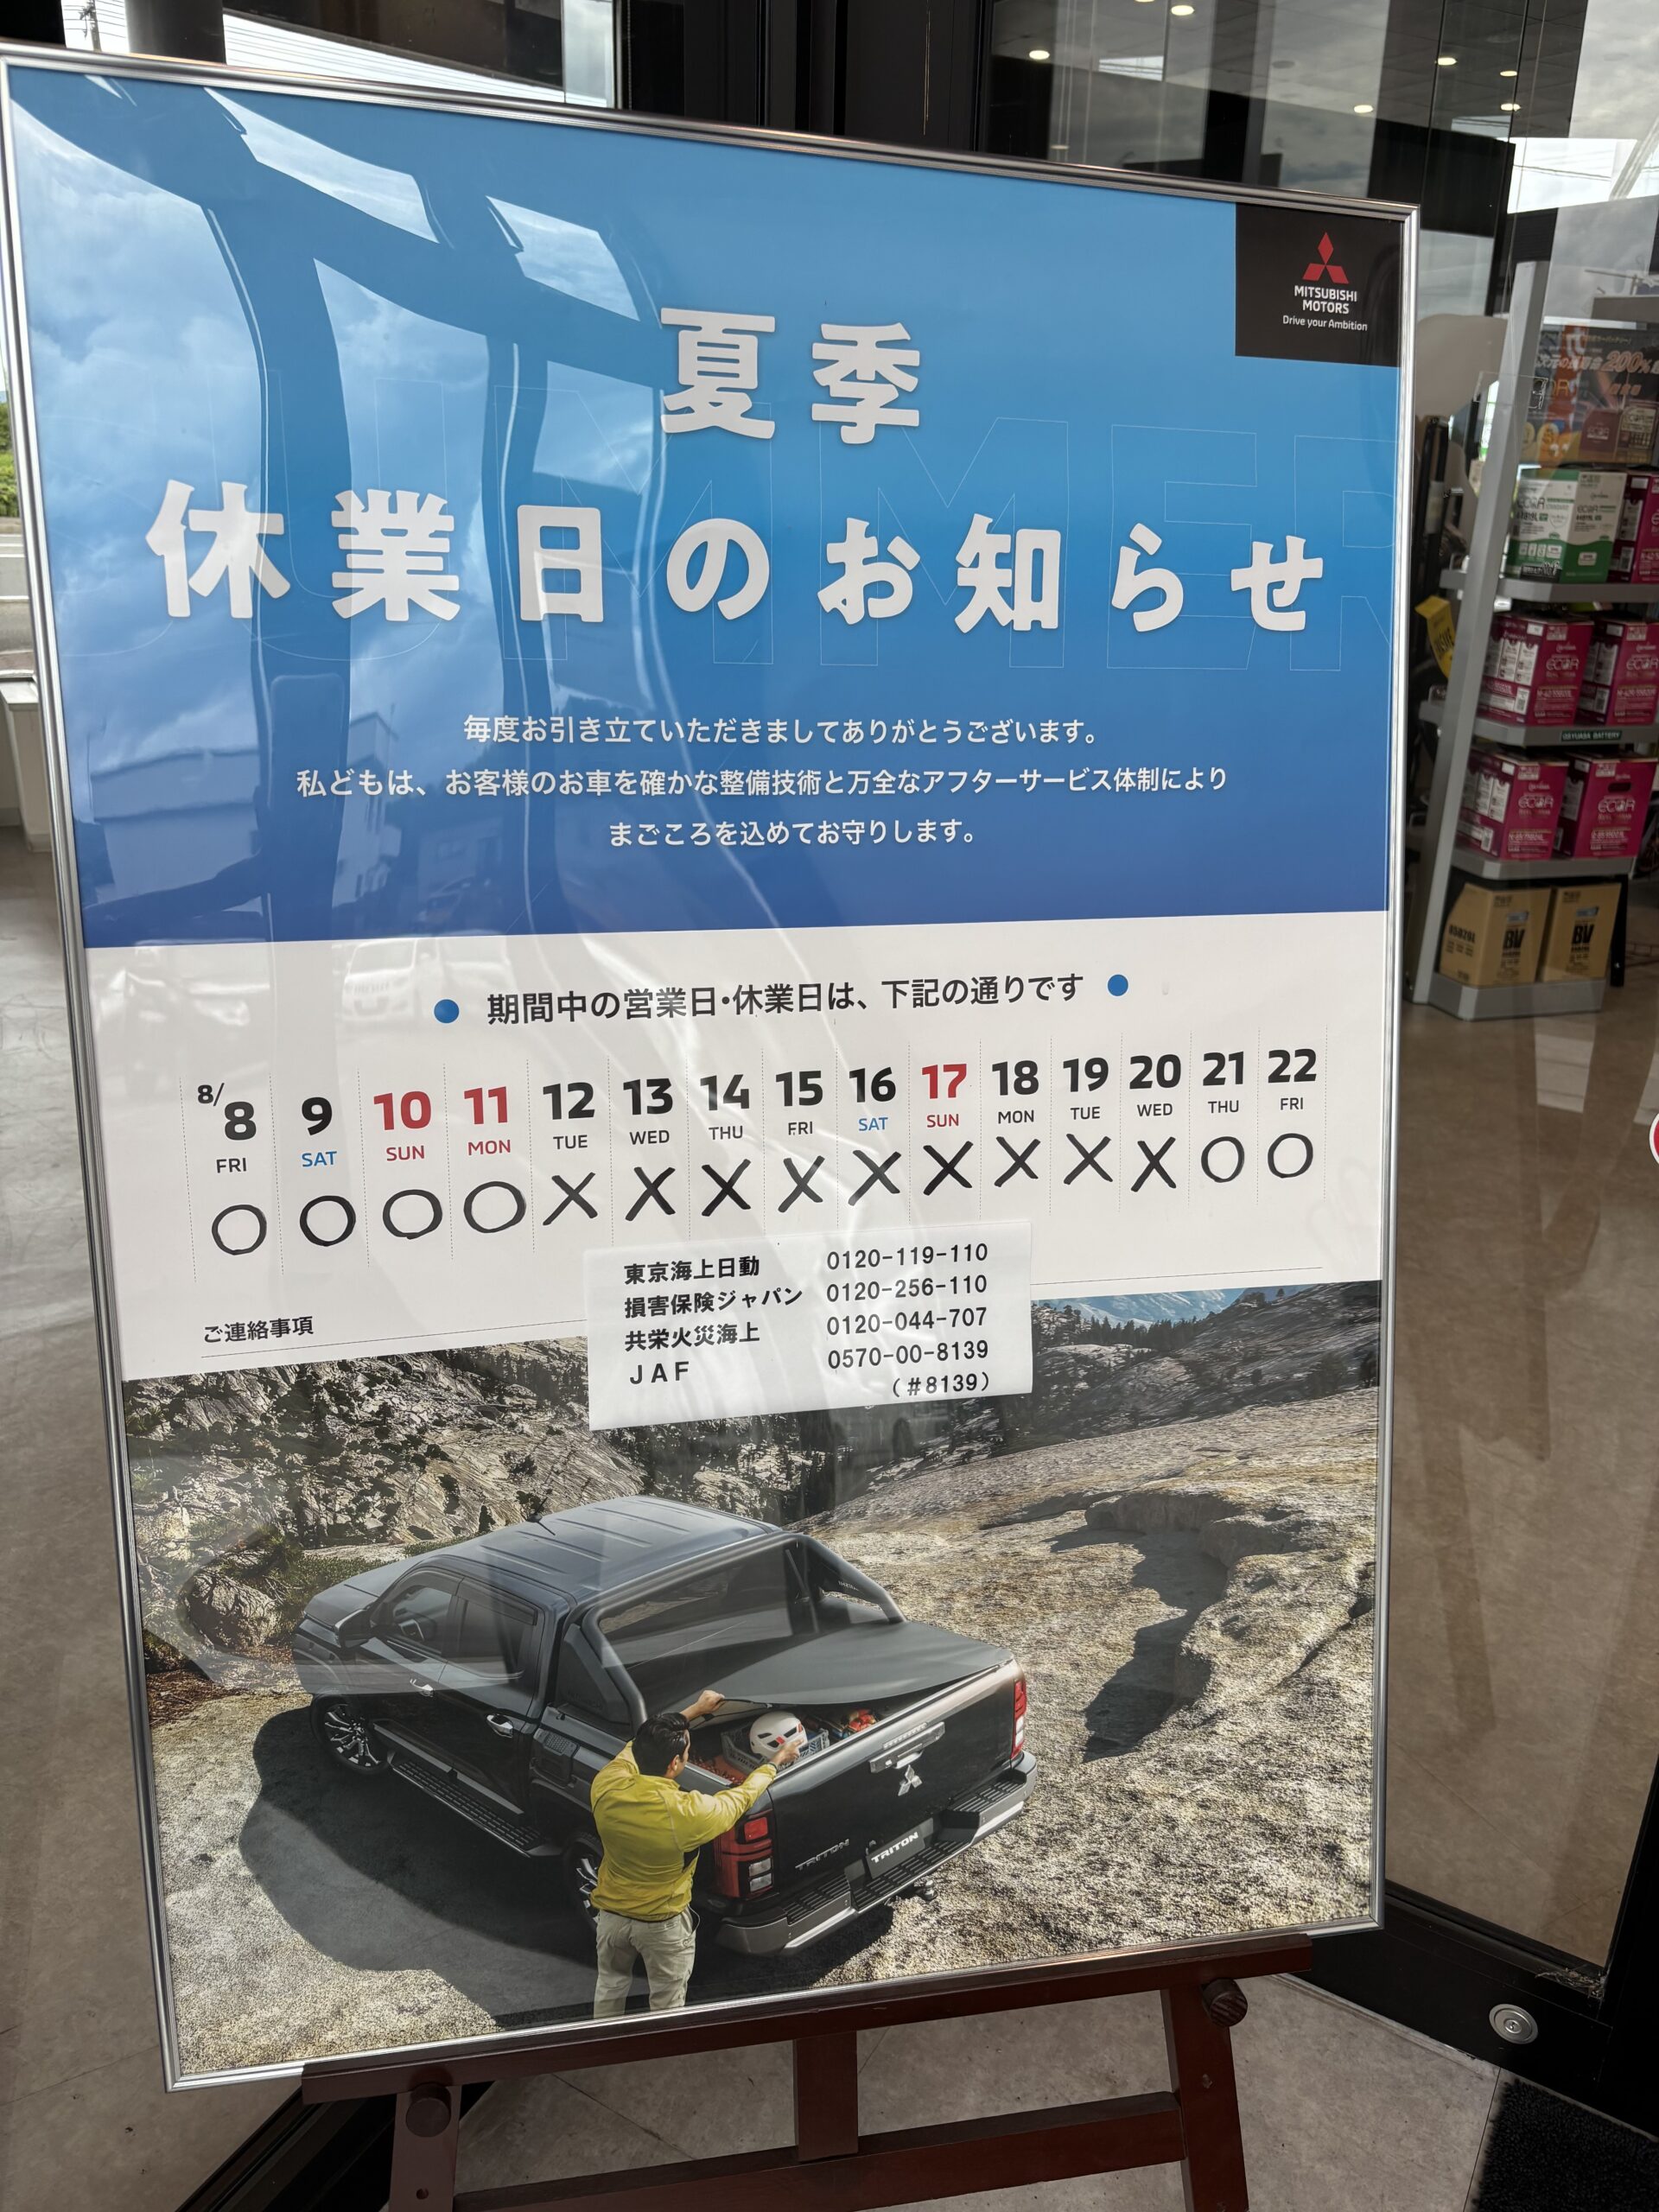 MITSUBISHI
MOTORS
Drive your Ambition
SUMMER
夏季
休業日のお知らせ
毎度お引き立ていただきましてありがとうございます。
私どもは、お客様のお車を確かな整備技術と万全なアフターサービス体制により
まごころを込めてお守りします。
● 期間中の営業日・休業日は、下記の通りです ●
8/8 9 10 11 12 13 14 15 16 17 18 19 20 21 22
FRI SAT SUN MON TUE WED THU FRI SAT SUN MON TUE WED THU FRI
○ ○ ○ ○ × × × × × × × × × ○ ○
東京海上日動 0120-119-110
損害保険ジャパン 0120-256-110
共栄火災海上 0120-044-707
JAF 0570-00-8139
(#8139)
ご連絡事項
TRITON
TRITON
200%
ECO.R
GSYUASA BATTERY
BV
BV